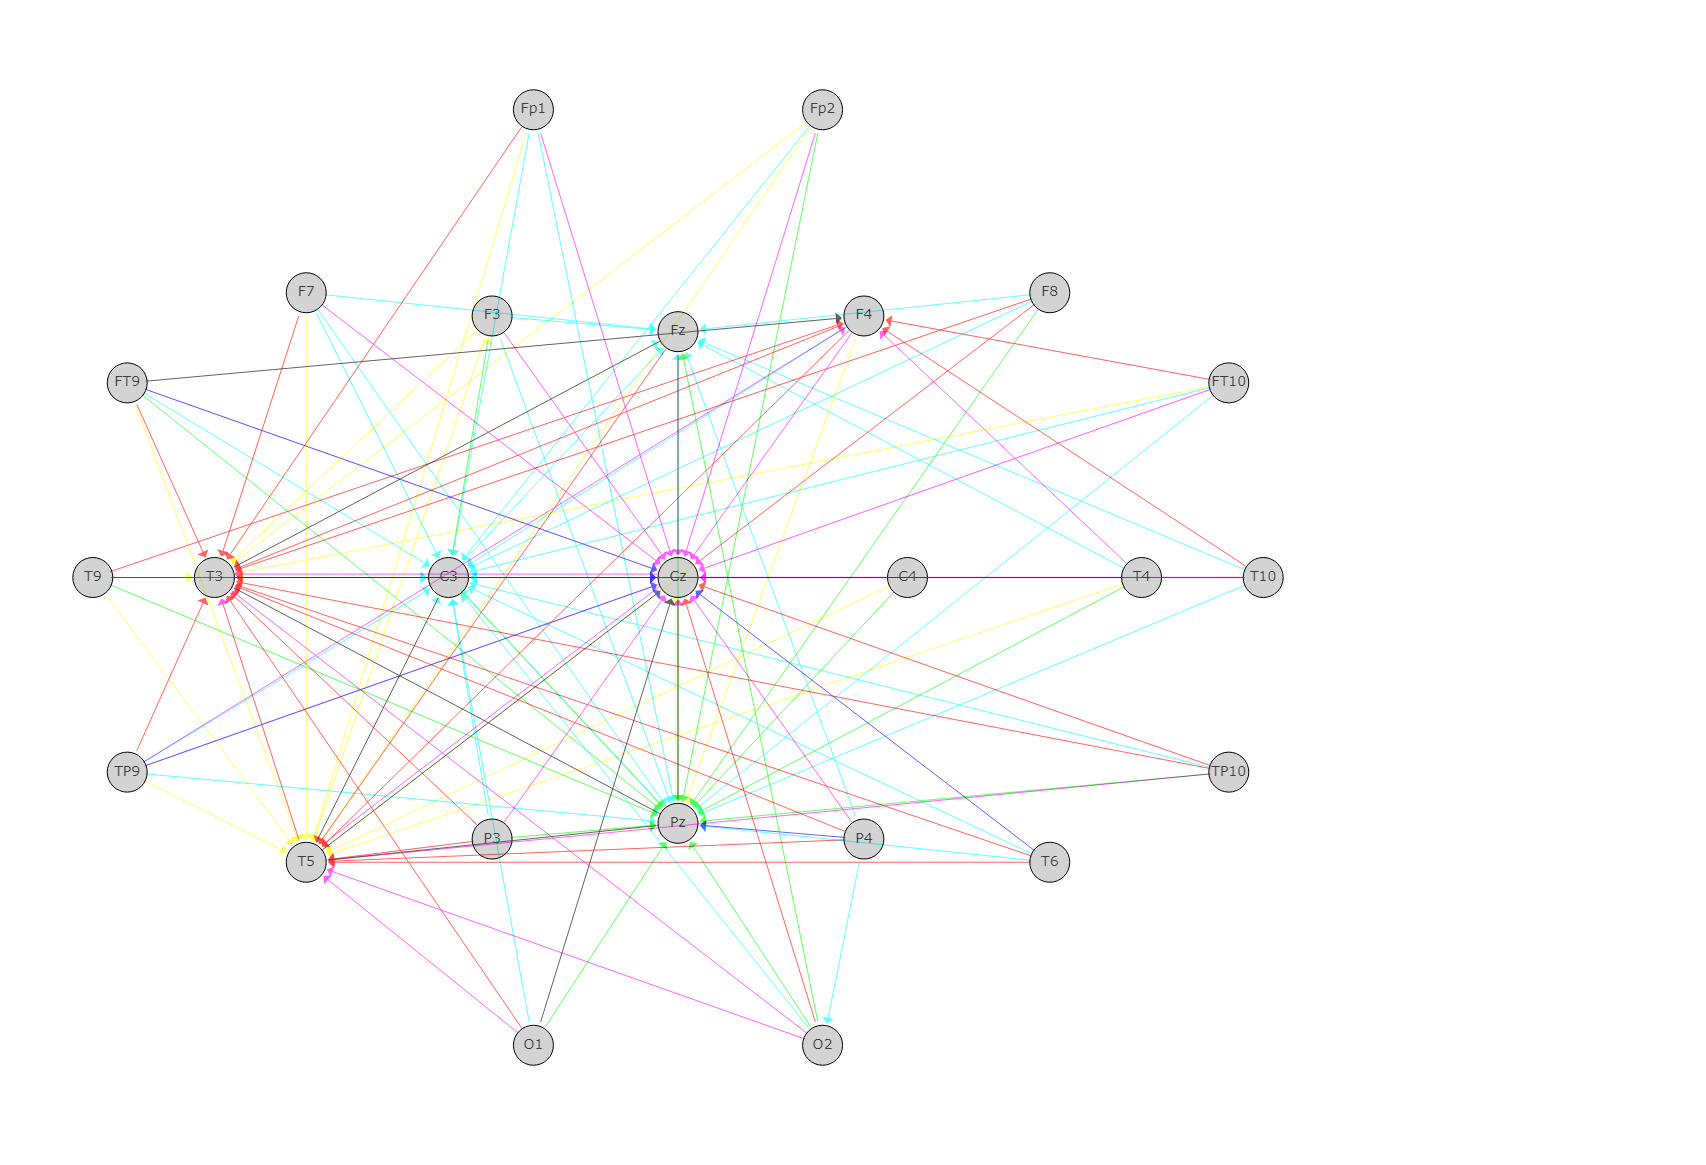 Fp1 Fp2
F7 F3 Fz F4 F8
FT9 FT10
T9 T3 C3 Cz C4 T4 T10
TP9 TP10
T5 P3 Pz P4 T6
O1 O2